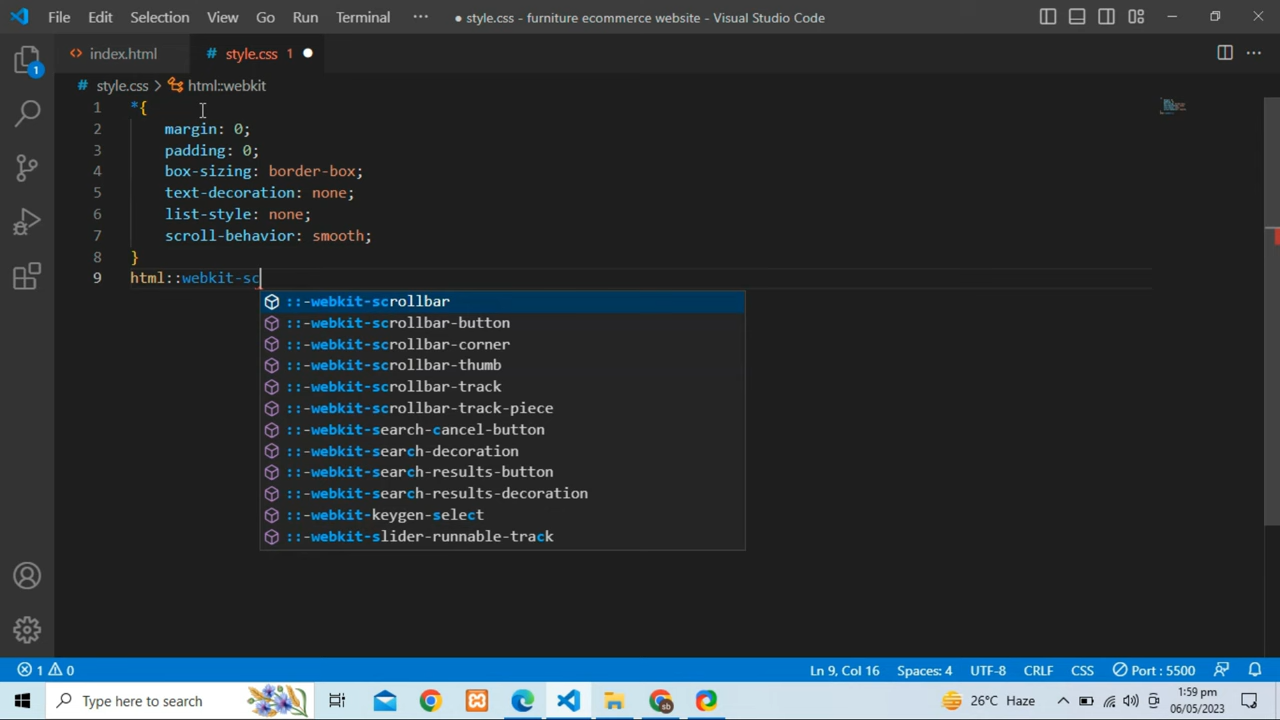 File Edit Selection View Go Run Terminal ··· ● style.css - furniture ecommerce website - Visual Studio Code
index.html # style.css 1 ●
# style.css > html::webkit
1 *{
2 margin: 0;
3 padding: 0;
4 box-sizing: border-box;
5 text-decoration: none;
6 list-style: none;
7 scroll-behavior: smooth;
8 }
9 html::webkit-sc
::-webkit-scrollbar
::-webkit-scrollbar-button
::-webkit-scrollbar-corner
::-webkit-scrollbar-thumb
::-webkit-scrollbar-track
::-webkit-scrollbar-track-piece
::-webkit-search-cancel-button
::-webkit-search-decoration
::-webkit-search-results-button
::-webkit-search-results-decoration
::-webkit-keygen-select
::-webkit-slider-runnable-track
1
1 0 Ln 9, Col 16 Spaces: 4 UTF-8 CRLF CSS Port : 5500
Type here to search 26°C Haze 1:59 pm
06/05/2023